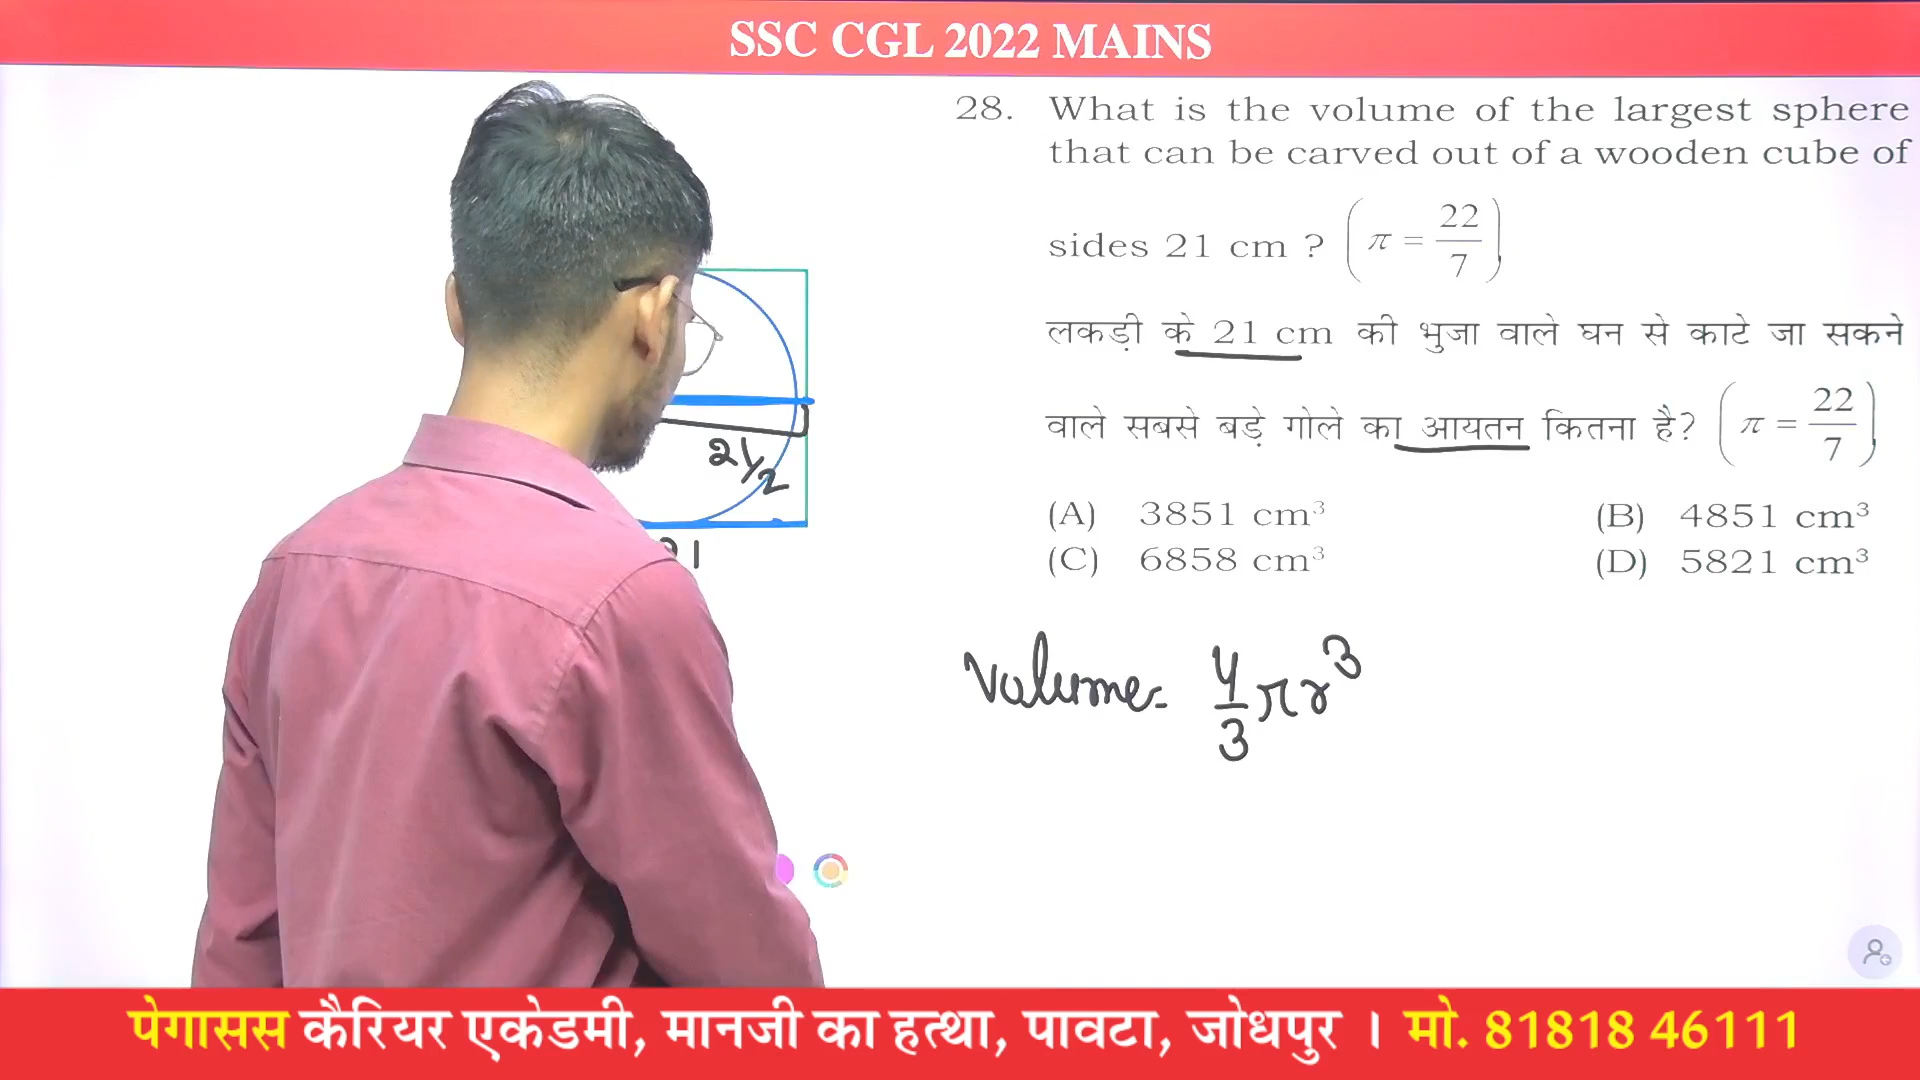 SSC CGL 2022 MAINS
28. What is the volume of the largest sphere
that can be carved out of a wooden cube of
sides 21 cm ? (π = 22/7)
लकड़ी के 21 cm की भुजा वाले घन से काटे जा सकने
वाले सबसे बड़े गोले का आयतन कितना है? (π = 22/7)
(A) 3851 cm³ (B) 4851 cm³
(C) 6858 cm³ (D) 5821 cm³
21/2
21
Volume = 4/3 πr³
पेगासस कैरियर एकेडमी, मानजी का हत्था, पावटा, जोधपुर । मो. 81818 46111